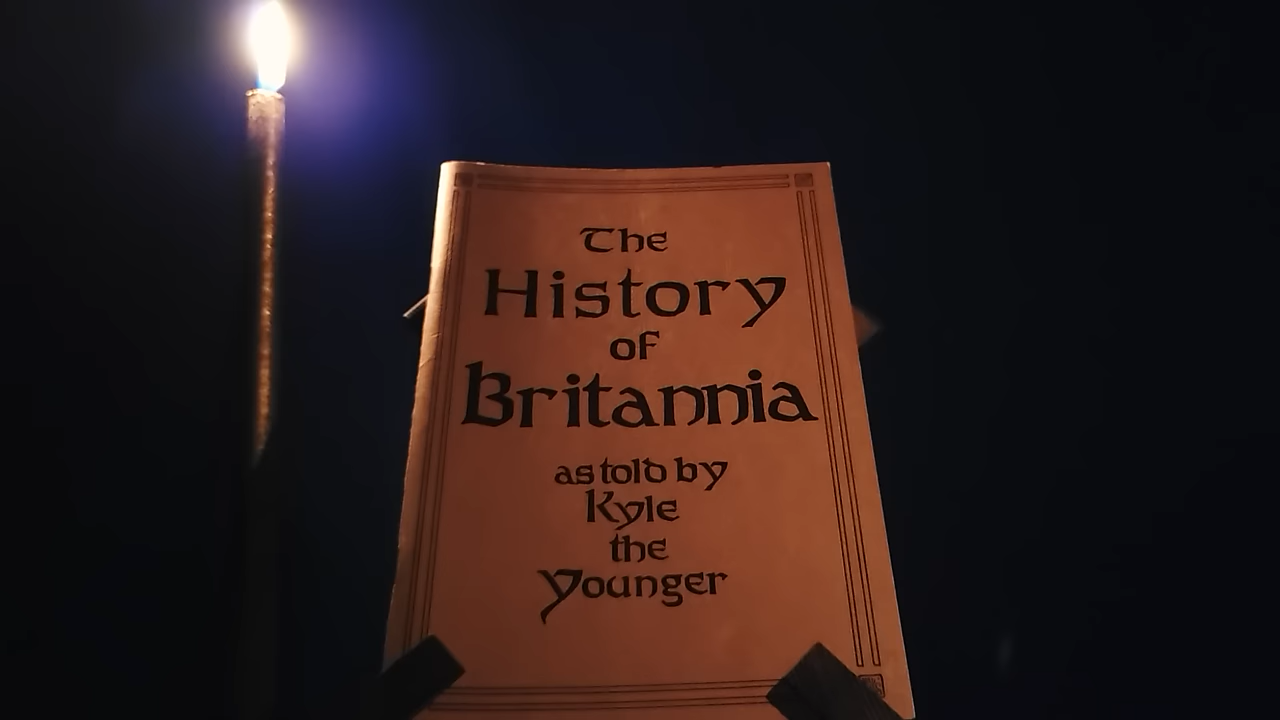 The
History
of
Britannia
as told by
Kyle
the
Younger